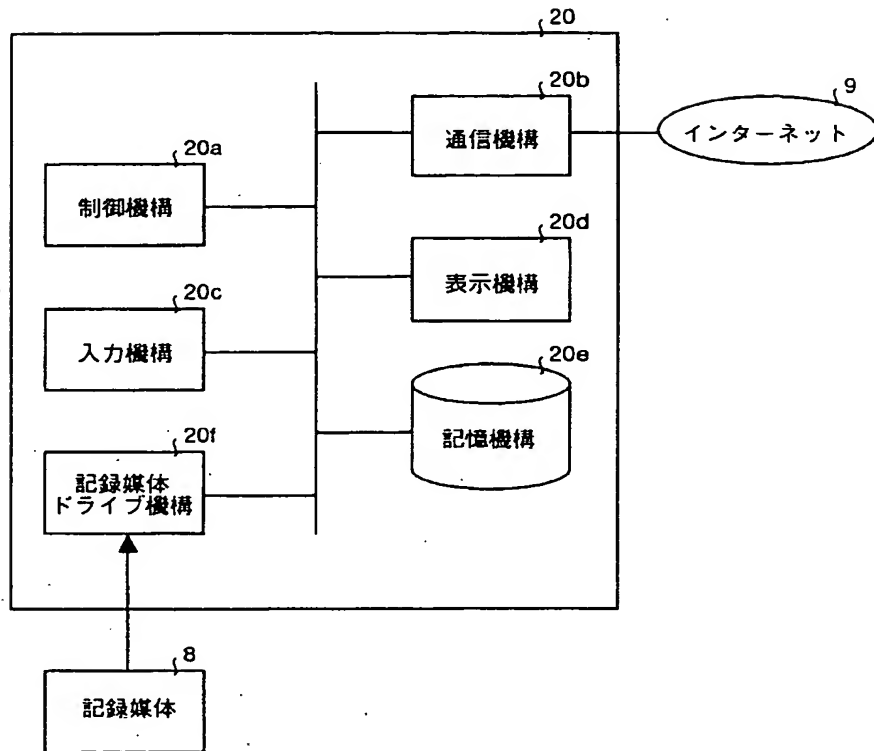 20
20b
通信機構
9
インターネット
20a
制御機構
20d
表示機構
20c
入力機構
20e
記憶機構
20f
記録媒体
ドライブ機構
8
記録媒体